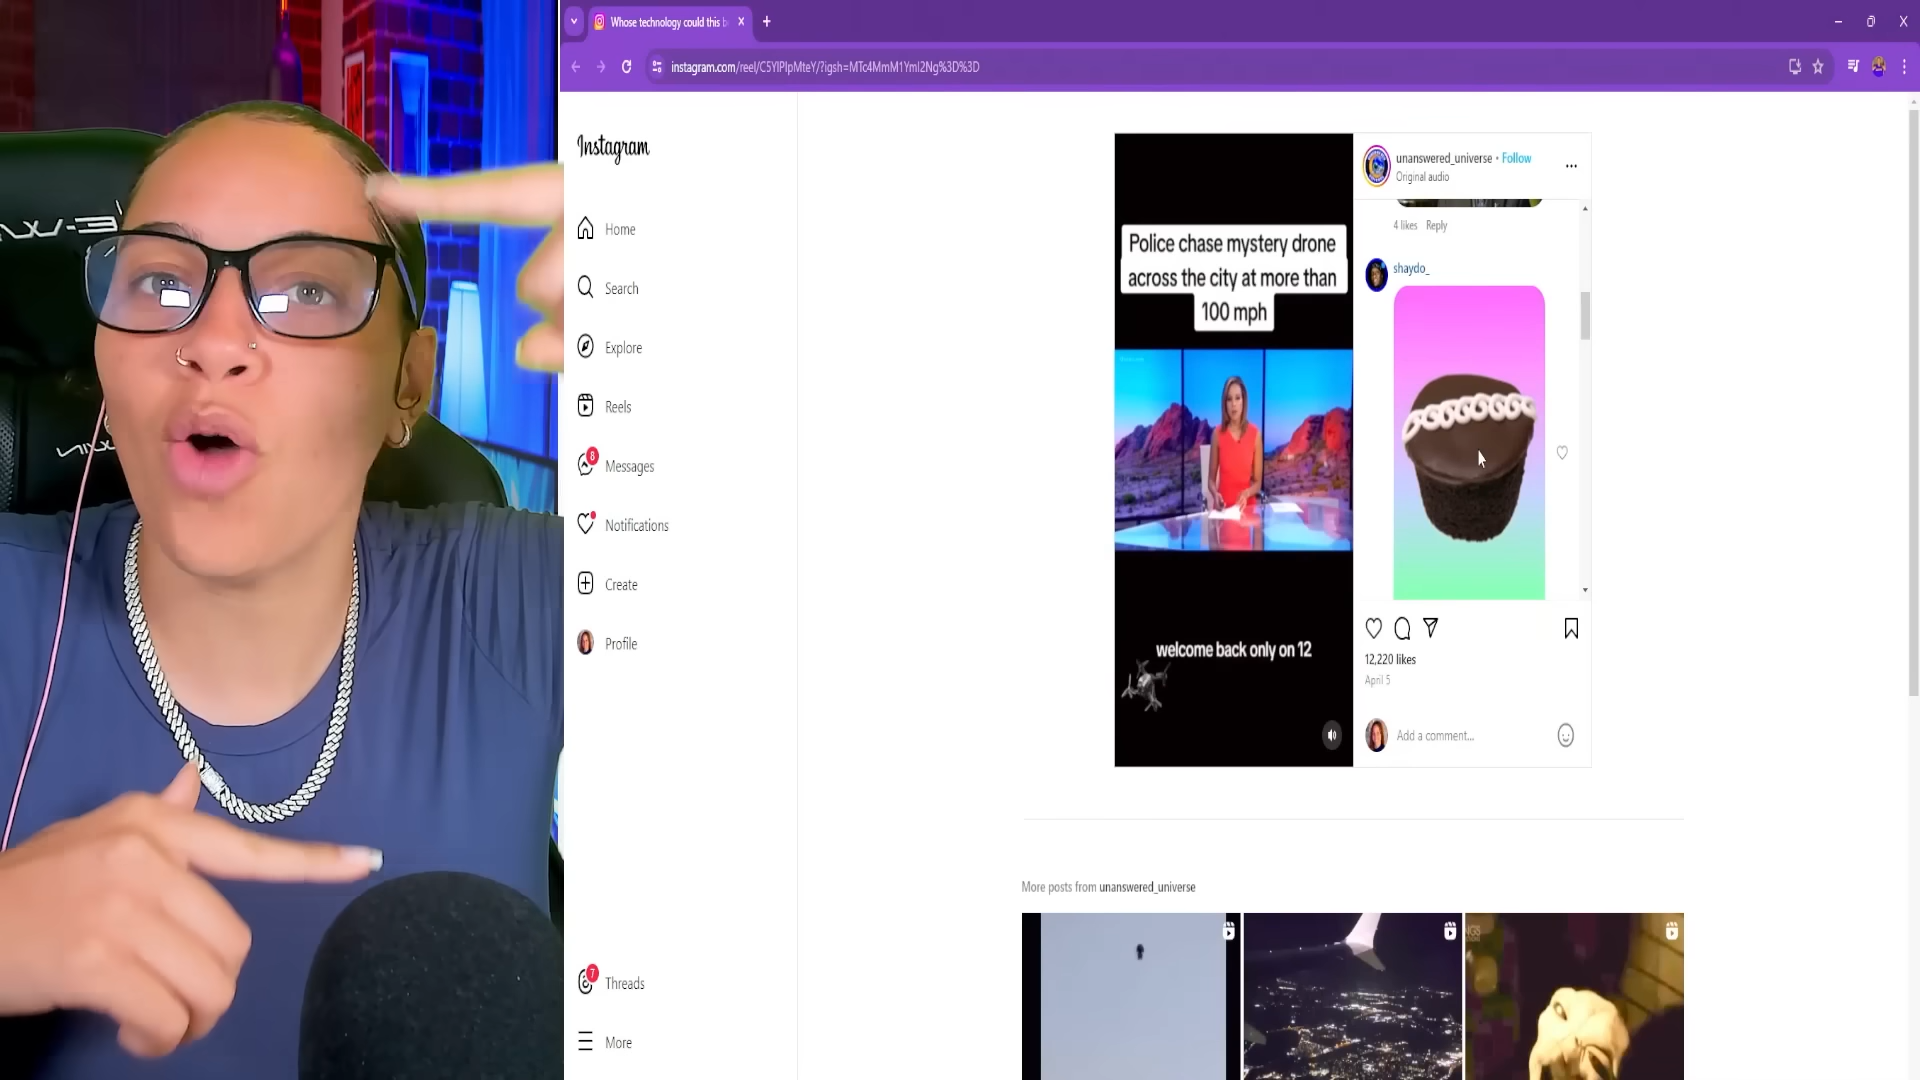 Whose technology could this b
instagram.com/reel/C5YlPlpMteY/?igsh=MTc4MmM1YmI2Ng%3D%3D
Instagram
Home
Search
Explore
Reels
8
Messages
Notifications
Create
Profile
7
Threads
More
Police chase mystery drone
across the city at more than
100 mph
welcome back only on 12
unanswered_universe • Follow
Original audio
4 likes Reply
shaydo_
12,220 likes
April 5
Add a comment...
More posts from unanswered_universe